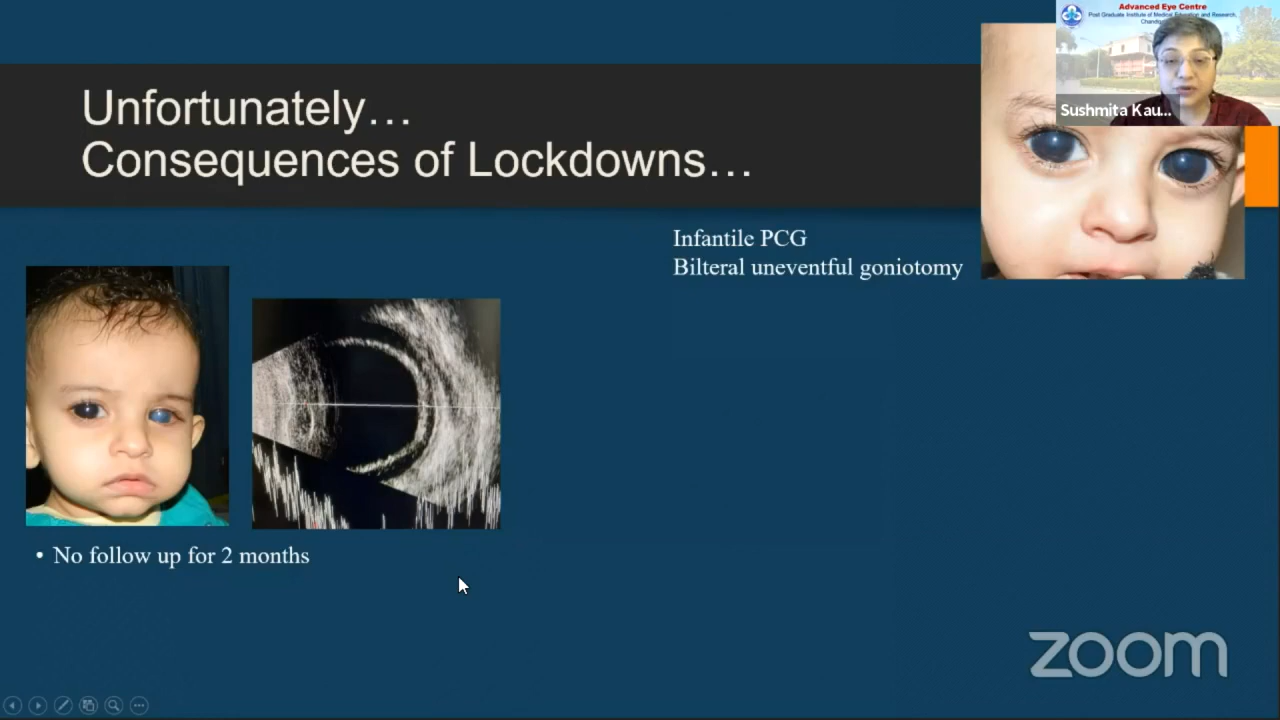 Unfortunately…
Consequences of Lockdowns…
Advanced Eye Centre
Post Graduate Institute of Medical Education and Research,
Sushmita Kau...
Infantile PCG
Bilteral uneventful goniotomy
• No follow up for 2 months
zoom